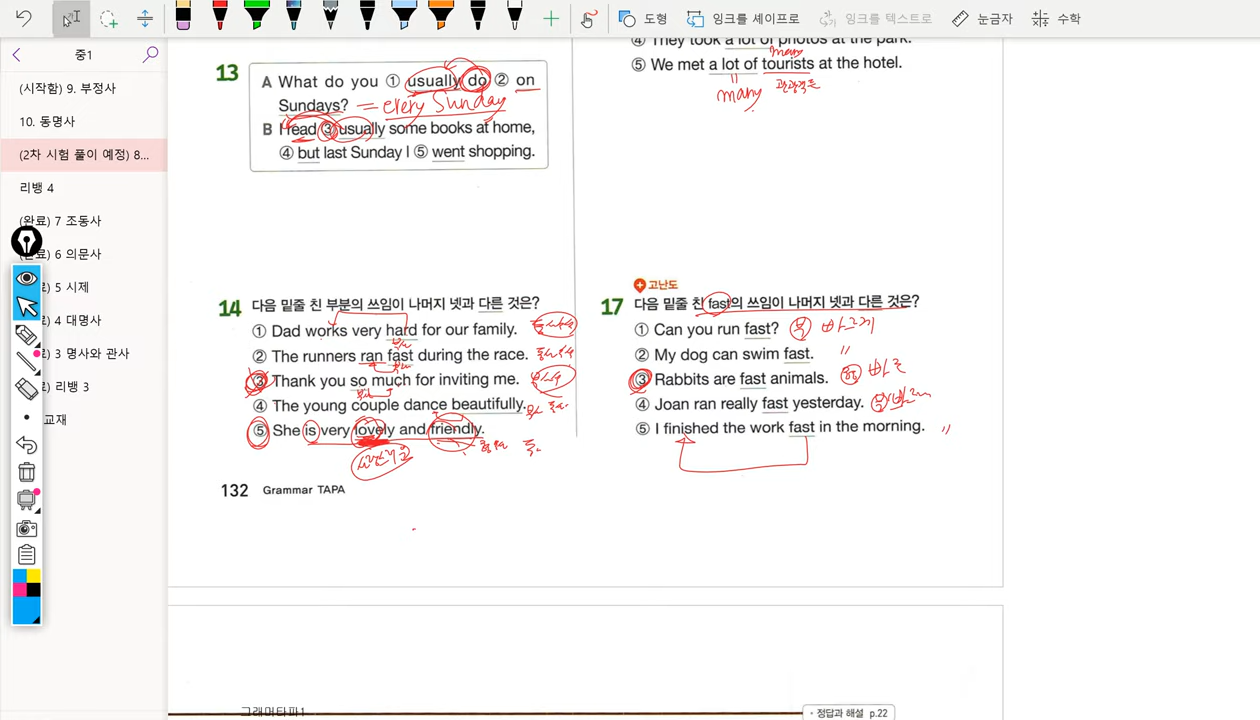 도형
잉크를 셰이프로
잉크를 텍스트로
눈금자
수학
중1
(시작함) 9. 부정사
10. 동명사
(2차 시험 풀이 예정) 8...
리뱅 4
(완료) 7 조동사
6 의문사
) 5 시제
) 4 대명사
) 3 명사와 관사
) 리뱅 3
교재
13
A What do you ① usually do ② on
Sundays? = every Sunday
B I read ③ usually some books at home,
④ but last Sunday I ⑤ went shopping.
14 다음 밑줄 친 부분의 쓰임이 나머지 넷과 다른 것은?
① Dad works very hard for our family.
② The runners ran fast during the race.
③ Thank you so much for inviting me.
④ The young couple dance beautifully.
⑤ She is very lovely and friendly.
132 Grammar TAPA
④ They took a lot of photos at the park.
many
⑤ We met a lot of tourists at the hotel.
many
고난도
17 다음 밑줄 친 fast의 쓰임이 나머지 넷과 다른 것은?
① Can you run fast? 부 빠르게
② My dog can swim fast. "
③ Rabbits are fast animals. 형 빠른
④ Joan ran really fast yesterday.
⑤ I finished the work fast in the morning. "
그래머타파1
• 정답과 해설 p.22